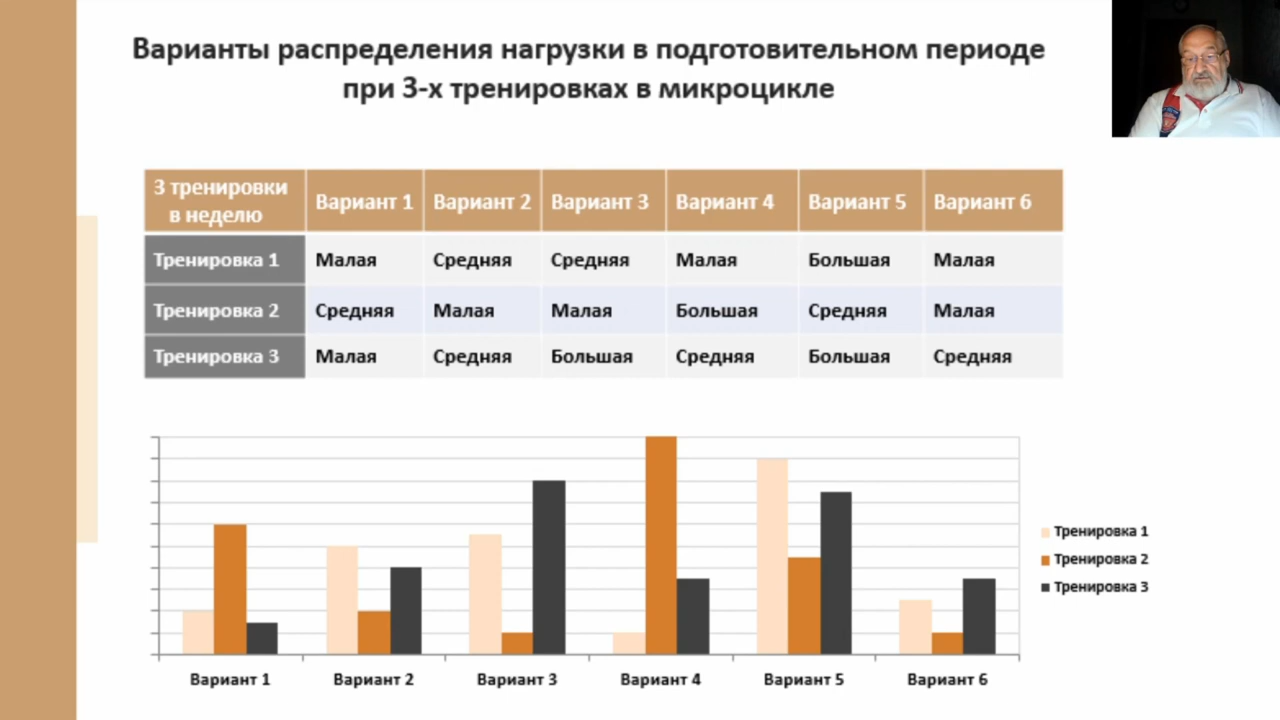 Варианты распределения нагрузки в подготовительном периоде
при 3-х тренировках в микроцикле
3 тренировки
в неделю
Вариант 1
Вариант 2
Вариант 3
Вариант 4
Вариант 5
Вариант 6
Тренировка 1
Малая
Средняя
Средняя
Малая
Большая
Малая
Тренировка 2
Средняя
Малая
Малая
Большая
Средняя
Малая
Тренировка 3
Малая
Средняя
Большая
Средняя
Большая
Средняя
Тренировка 1
Тренировка 2
Тренировка 3
Вариант 1
Вариант 2
Вариант 3
Вариант 4
Вариант 5
Вариант 6